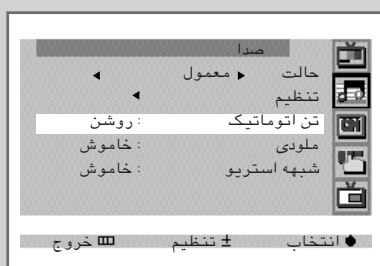 صدا
حالت ◂ معمول ▸
تنظیم ◂
تن اتوماتیک : روشن
ملودی : خاموش
شبهه استریو : خاموش
انتخاب ± تنظیم خروج